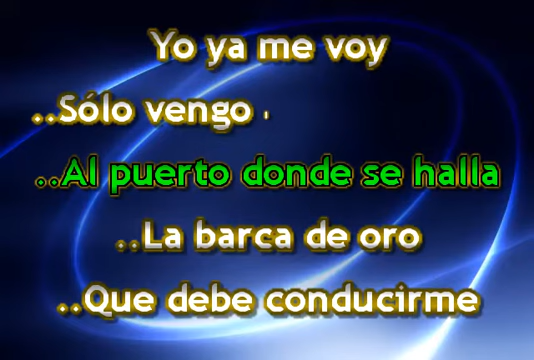 Yo ya me voy
..Sólo vengo
..Al puerto donde se halla
..La barca de oro
..Que debe conducirme